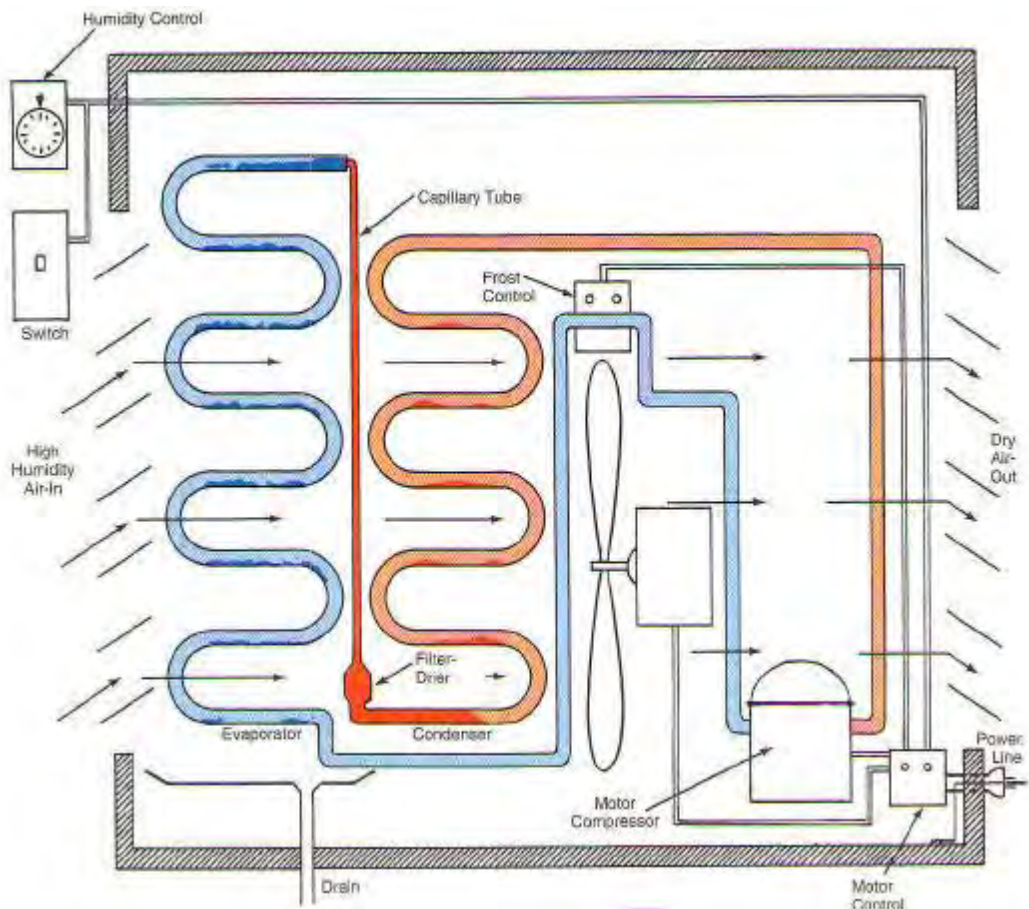 Humidity Control
Capillary Tube
Frost
Control
Switch
High
Humidity
Air-In
Dry
Air-
Out
Filter-
Drier
Evaporator
Condenser
Power
Line
Motor
Compressor
Drain
Motor
Control